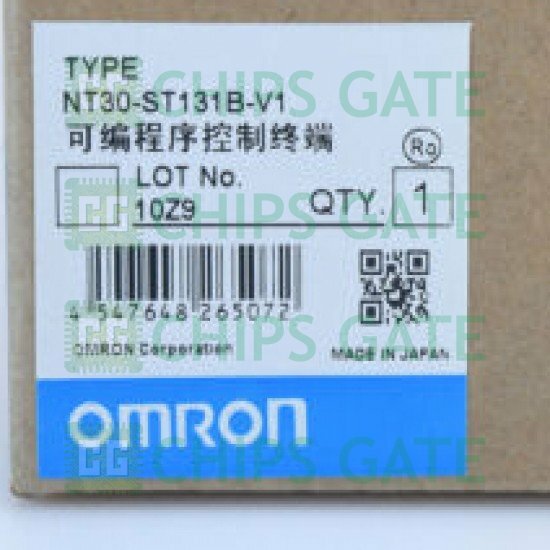 TYPE
NT30-ST131B-V1
可编程序控制终端
LOT No.
10Z9
QTY. 1
4 547648 265072
OMRON Corporation
MADE IN JAPAN
OMRON
CHIPS GATE
CHIPS GATE
CHIPS GATE
CHIPS GATE